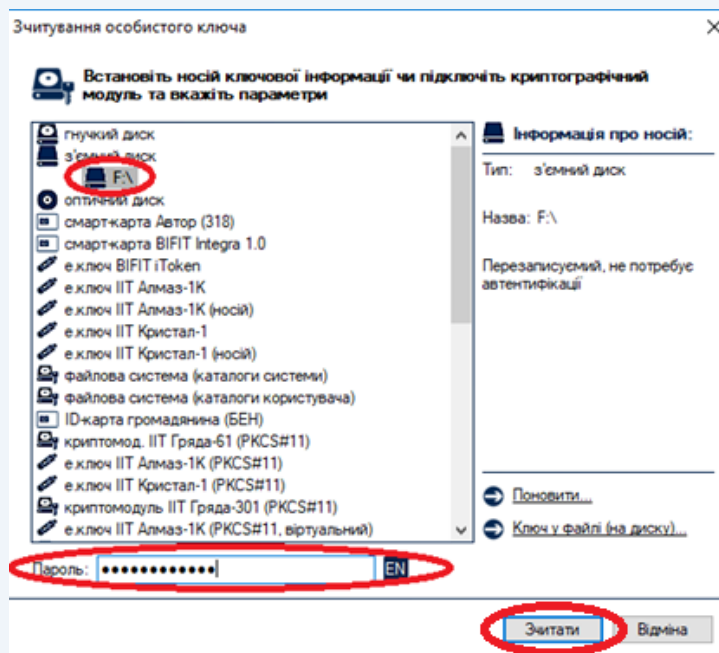 Зчитування особистого ключа
Встановіть носій ключової інформації чи підключіть криптографічний
модуль та вкажіть параметри
гнучкий диск
з'ємний диск
F:\
оптичний диск
смарт-карта Автор (318)
смарт-карта BIFIT Integra 1.0
е.ключ BIFIT iToken
е.ключ ІІТ Алмаз-1К
е.ключ ІІТ Алмаз-1К (носій)
е.ключ ІІТ Кристал-1
е.ключ ІІТ Кристал-1 (носій)
файлова система (каталоги системи)
файлова система (каталоги користувача)
ID-карта громадянина (БЕН)
криптомод. ІІТ Гряда-61 (PKCS#11)
е.ключ ІІТ Алмаз-1К (PKCS#11)
е.ключ ІІТ Кристал-1 (PKCS#11)
криптомодуль ІІТ Гряда-301 (PKCS#11)
е.ключ ІІТ Алмаз-1К (PKCS#11, віртуальний)
Інформація про носій:
Тип: з'ємний диск
Назва: F:\
Перезаписуємий, не потребує
автентифікації
Поновити...
Ключ у файлі (на диску)...
Пароль: ●●●●●●●●●●●● EN
Зчитати Відміна